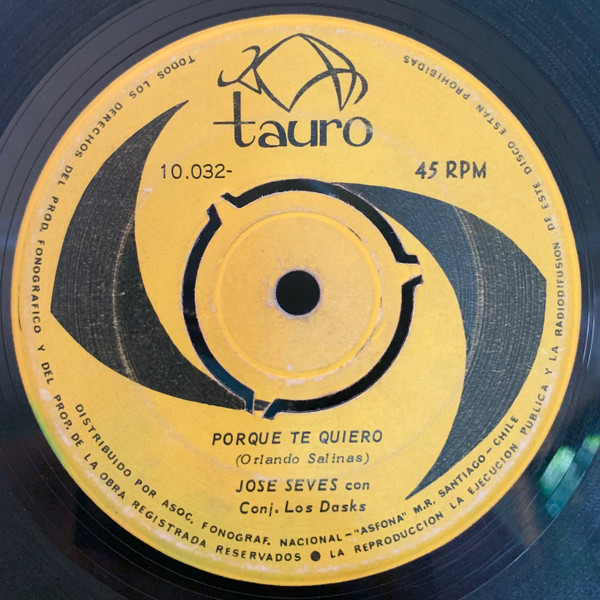 tauro
10.032-
45 RPM
PORQUE TE QUIERO
(Orlando Salinas)
JOSE SEVES con
Conj. Los Dasks
DISTRIBUIDO POR ASOC. FONOGRAF. NACIONAL-"ASFONA" M.R. SANTIAGO-CHILE
TODOS LOS DERECHOS DEL PROD. FONOGRAFICO Y DEL PROP. DE LA OBRA REGISTRADA RESERVADOS ● LA REPRODUCCION LA EJECUCION PUBLICA Y LA RADIODIFUSION DE ESTE DISCO ESTAN PROHIBIDAS